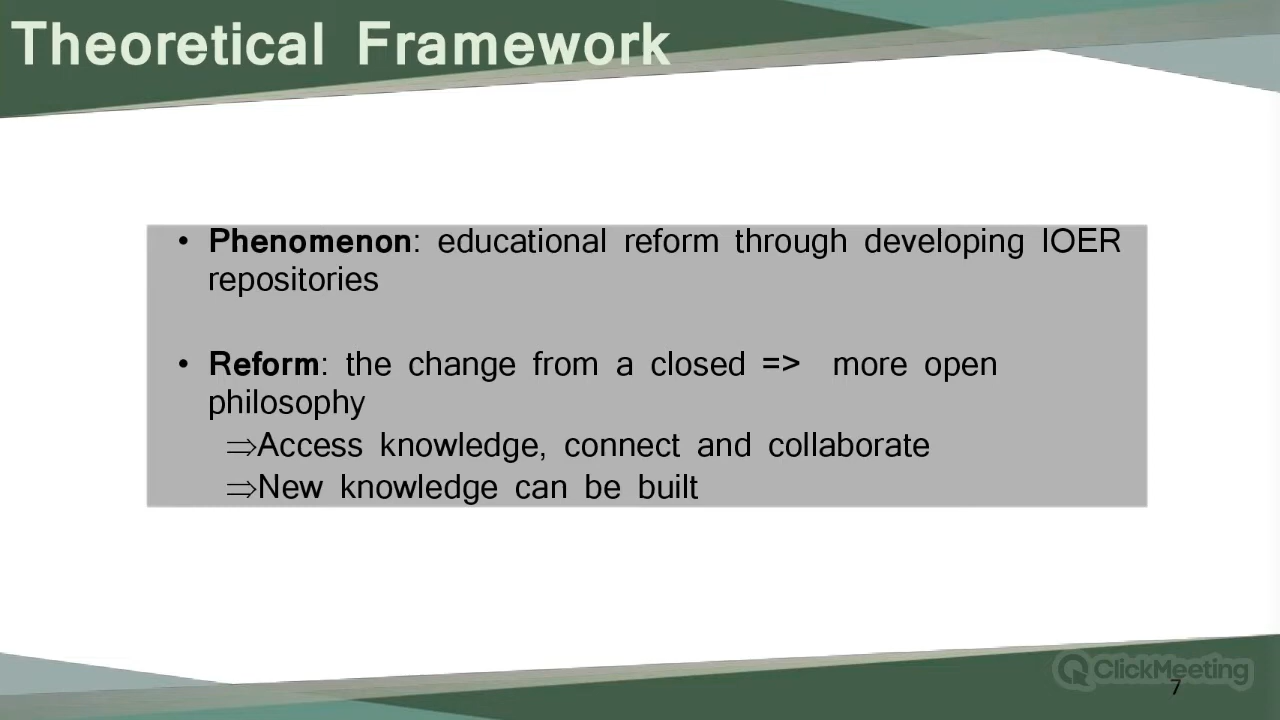 Theoretical Framework
• Phenomenon: educational reform through developing IOER
repositories
• Reform: the change from a closed => more open
philosophy
⇒Access knowledge, connect and collaborate
⇒New knowledge can be built
ClickMeeting
7